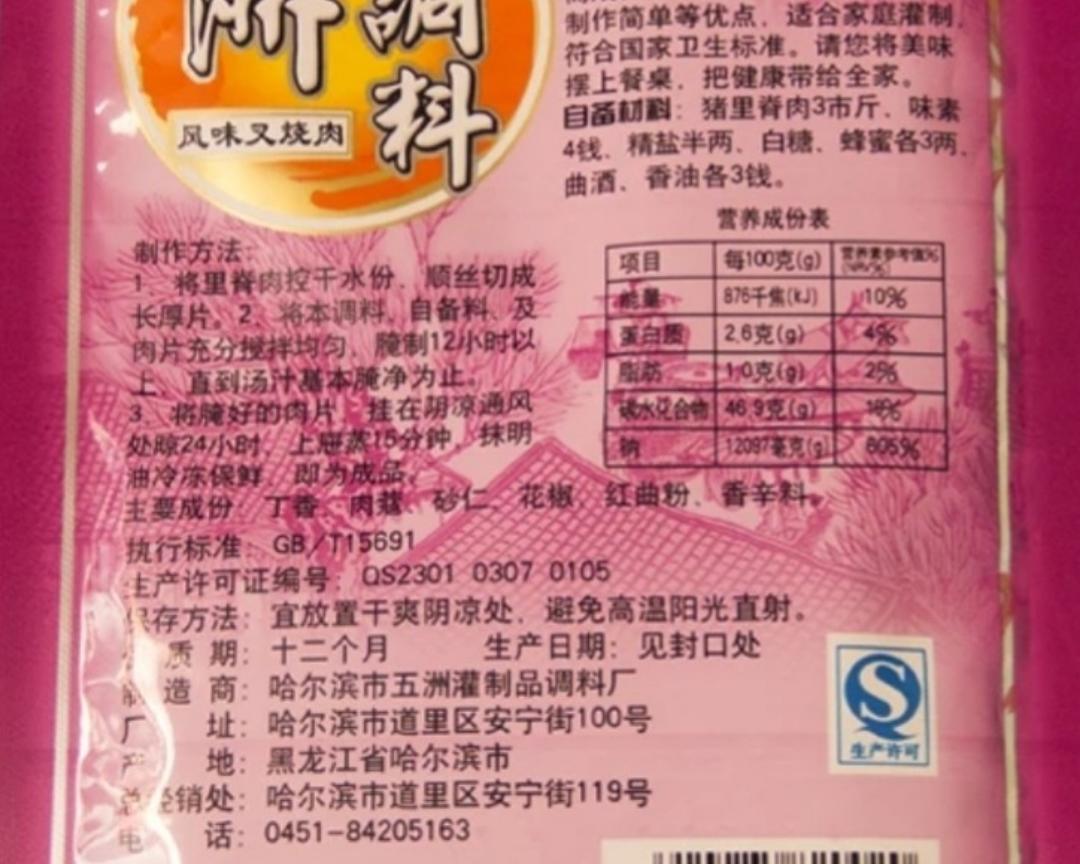 调
料
风味叉烧肉
制作简单等优点，适合家庭灌制，
符合国家卫生标准。请您将美味
摆上餐桌，把健康带给全家。
自备材料：猪里脊肉3市斤、味素
4钱、精盐半两、白糖、蜂蜜各3两、
曲酒、香油各3钱。
营养成份表
项目 每100克(g) 营养素参考值%
能量 876千焦(kJ) 10%
蛋白质 2.6克(g) 4%
脂肪 1.0克(g) 2%
碳水化合物 46.9克(g) 16%
钠 12097毫克(g) 605%
制作方法：
1、将里脊肉控干水份，顺丝切成
长厚片。2、将本调料、自备料、及
肉片充分搅拌均匀，腌制12小时以
上，直到汤汁基本腌净为止。
3、将腌好的肉片，挂在阴凉通风
处晾24小时，上屉蒸15分钟，抹明
油冷冻保鲜，即为成品。
主要成份：丁香、肉蔻、砂仁、花椒、红曲粉、香辛料。
执行标准：GB/T15691
生产许可证编号：QS2301 0307 0105
保存方法：宜放置干爽阴凉处，避免高温阳光直射。
质期：十二个月 生产日期：见封口处
制造商：哈尔滨市五洲灌制品调料厂
厂址：哈尔滨市道里区安宁街100号
产地：黑龙江省哈尔滨市
总经销处：哈尔滨市道里区安宁街119号
电话：0451-84205163
生产许可